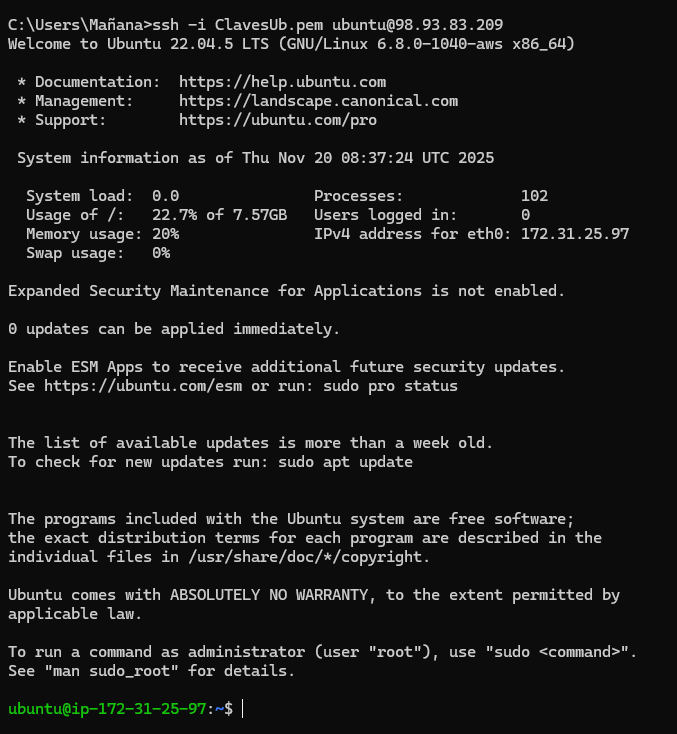 C:\Users\Mañana>ssh -i ClavesUb.pem ubuntu@98.93.83.209
Welcome to Ubuntu 22.04.5 LTS (GNU/Linux 6.8.0-1040-aws x86_64)
* Documentation:  https://help.ubuntu.com
* Management:     https://landscape.canonical.com
* Support:        https://ubuntu.com/pro
System information as of Thu Nov 20 08:37:24 UTC 2025
System load:  0.0               Processes:             102
Usage of /:   22.7% of 7.57GB   Users logged in:       0
Memory usage: 20%               IPv4 address for eth0: 172.31.25.97
Swap usage:   0%
Expanded Security Maintenance for Applications is not enabled.
0 updates can be applied immediately.
Enable ESM Apps to receive additional future security updates.
See https://ubuntu.com/esm or run: sudo pro status
The list of available updates is more than a week old.
To check for new updates run: sudo apt update
The programs included with the Ubuntu system are free software;
the exact distribution terms for each program are described in the
individual files in /usr/share/doc/*/copyright.
Ubuntu comes with ABSOLUTELY NO WARRANTY, to the extent permitted by
applicable law.
To run a command as administrator (user "root"), use "sudo <command>".
See "man sudo_root" for details.
ubuntu@ip-172-31-25-97:~$